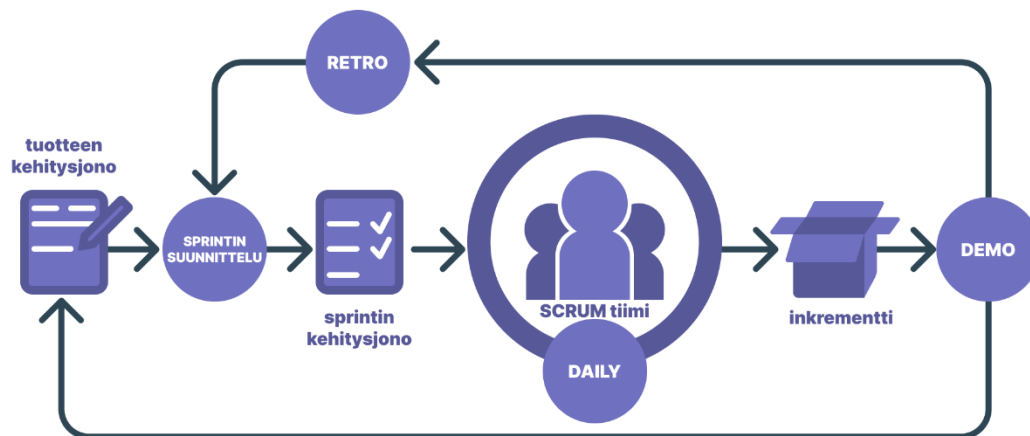 RETRO
tuotteen
kehitysjono
SPRINTIN
SUUNNITTELU
sprintin
kehitysjono
SCRUM tiimi
DAILY
inkrementti
DEMO